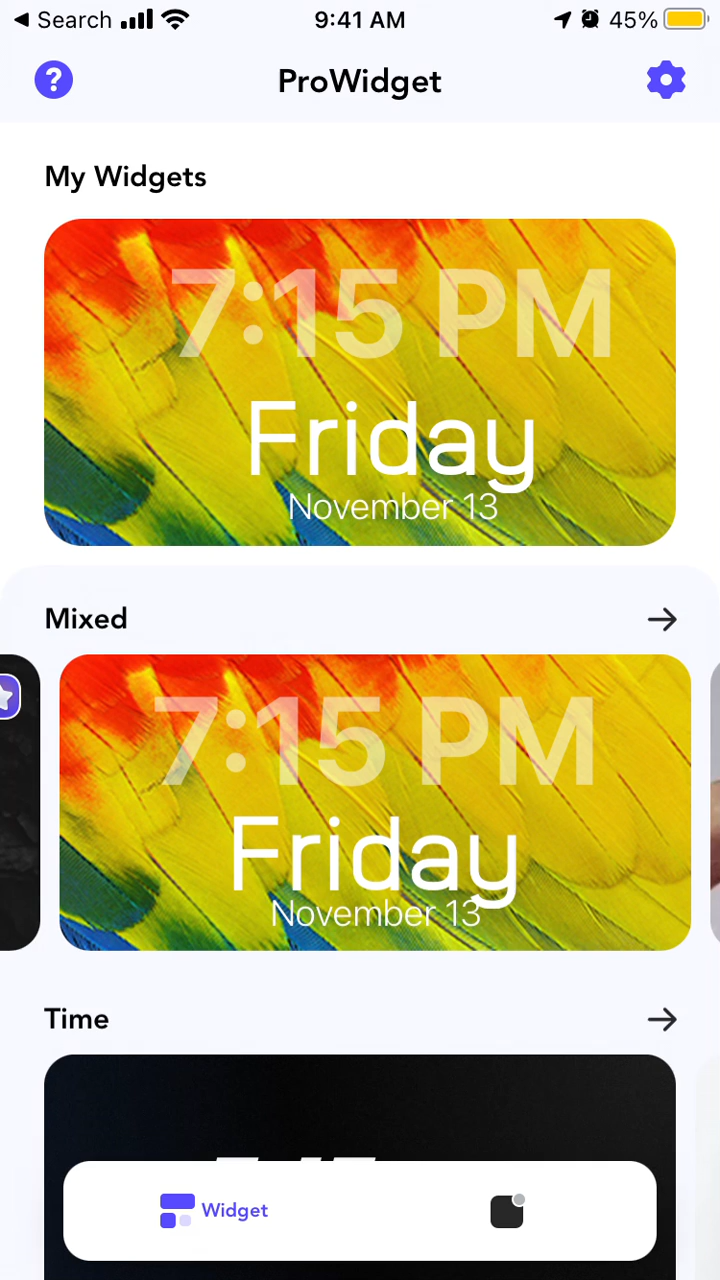 Search 9:41 AM 45%
? ProWidget
My Widgets
7:15 PM
Friday
November 13
Mixed
7:15 PM
Friday
November 13
Time
Widget